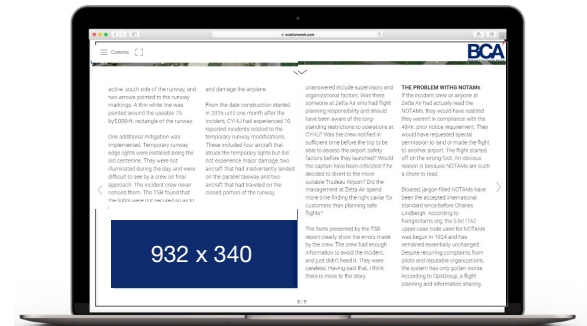 aviationweek.com
Contents
BCA
active, south side of the runway, and
two arrows pointed to the runway
markings. A thin white line was
painted around the useable 75-
by5,000-ft. rectangle of the runway.
One additional mitigation was
implemented. Temporary runway
edge lights were installed along the
old centerline. They were not
illuminated during the day, and were
difficult to see by a crew on final
approach. The incident crew never
noticed them. The TSB found that
the lights were not secured so as to
and damage the airplane.
From the date construction started
in 2016 until one month after the
incident, CYHU had experienced 10
reported incidents related to the
temporary runway modifications.
These included four aircraft that
struck the temporary lights but did
not experience major damage, two
aircraft that had inadvertently landed
on the parallel taxiway and two
aircraft that had traveled on the
closed portion of the runway.
932 x 340
unanswered include supervisory and
organizational factors. Was there
someone at Zetta Air who had flight
planning responsibility and should
have been aware of the long-
standing restrictions to operations at
CYHU? Was the crew notified in
sufficient time before the trip to be
able to assess the airport safety
factors before they launched? Would
the captain have been criticized if he
decided to divert to the more
suitable Trudeau Airport? Did the
management at Zetta Air spend
more time finding the right caviar for
customers than planning safe
flights?
The facts presented by the TSB
report clearly show the errors made
by the crew. The crew had enough
information to avoid the incident,
and just didn't heed it. They were
careless. Having said that, I think
there is more to the story.
THE PROBLEM WITHG NOTAMs
If the incident crew or anyone at
Zetta Air had actually read the
NOTAMs, they would have realized
they weren't in compliance with the
48-hr. prior notice requirement. They
would have requested special
permission to land or made the flight
to another airport. The flight started
off on the wrong foot. An obvious
reason is because NOTAMs are such
a chore to read.
Bloated, jargon-filled NOTAMs have
been the accepted international
standard since before Charles
Lindbergh. According to
fixingnotams.org, the 5-bit ITA2
upper-case code used for NOTAMs
was begun in 1924 and has
remained essentially unchanged.
Despite recurring complaints from
pilots and reputable organizations,
the system has only gotten worse.
According to OpsGroup, a flight
planning and information sharing